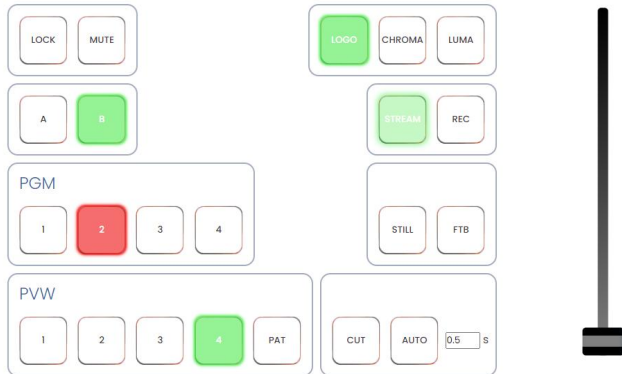 LOCK MUTE LOGO CHROMA LUMA
A B STREAM REC
PGM
1 2 3 4 STILL FTB
PVW
1 2 3 4 PAT CUT AUTO 0.5 S